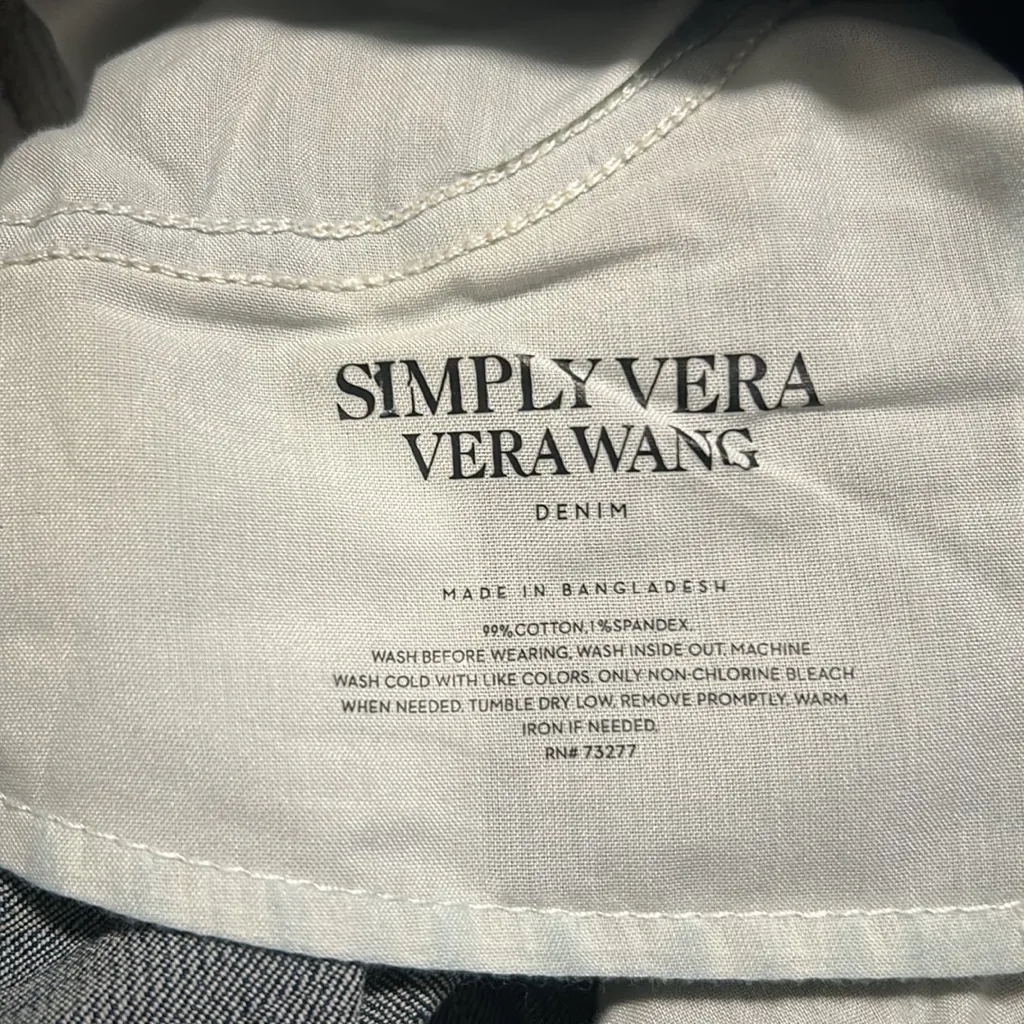 SIMPLY VERA
VERA WANG
DENIM
MADE IN BANGLADESH
99%COTTON,1%SPANDEX.
WASH BEFORE WEARING, WASH INSIDE OUT, MACHINE
WASH COLD WITH LIKE COLORS, ONLY NON-CHLORINE BLEACH
WHEN NEEDED, TUMBLE DRY LOW, REMOVE PROMPTLY, WARM
IRON IF NEEDED.
RN# 73277